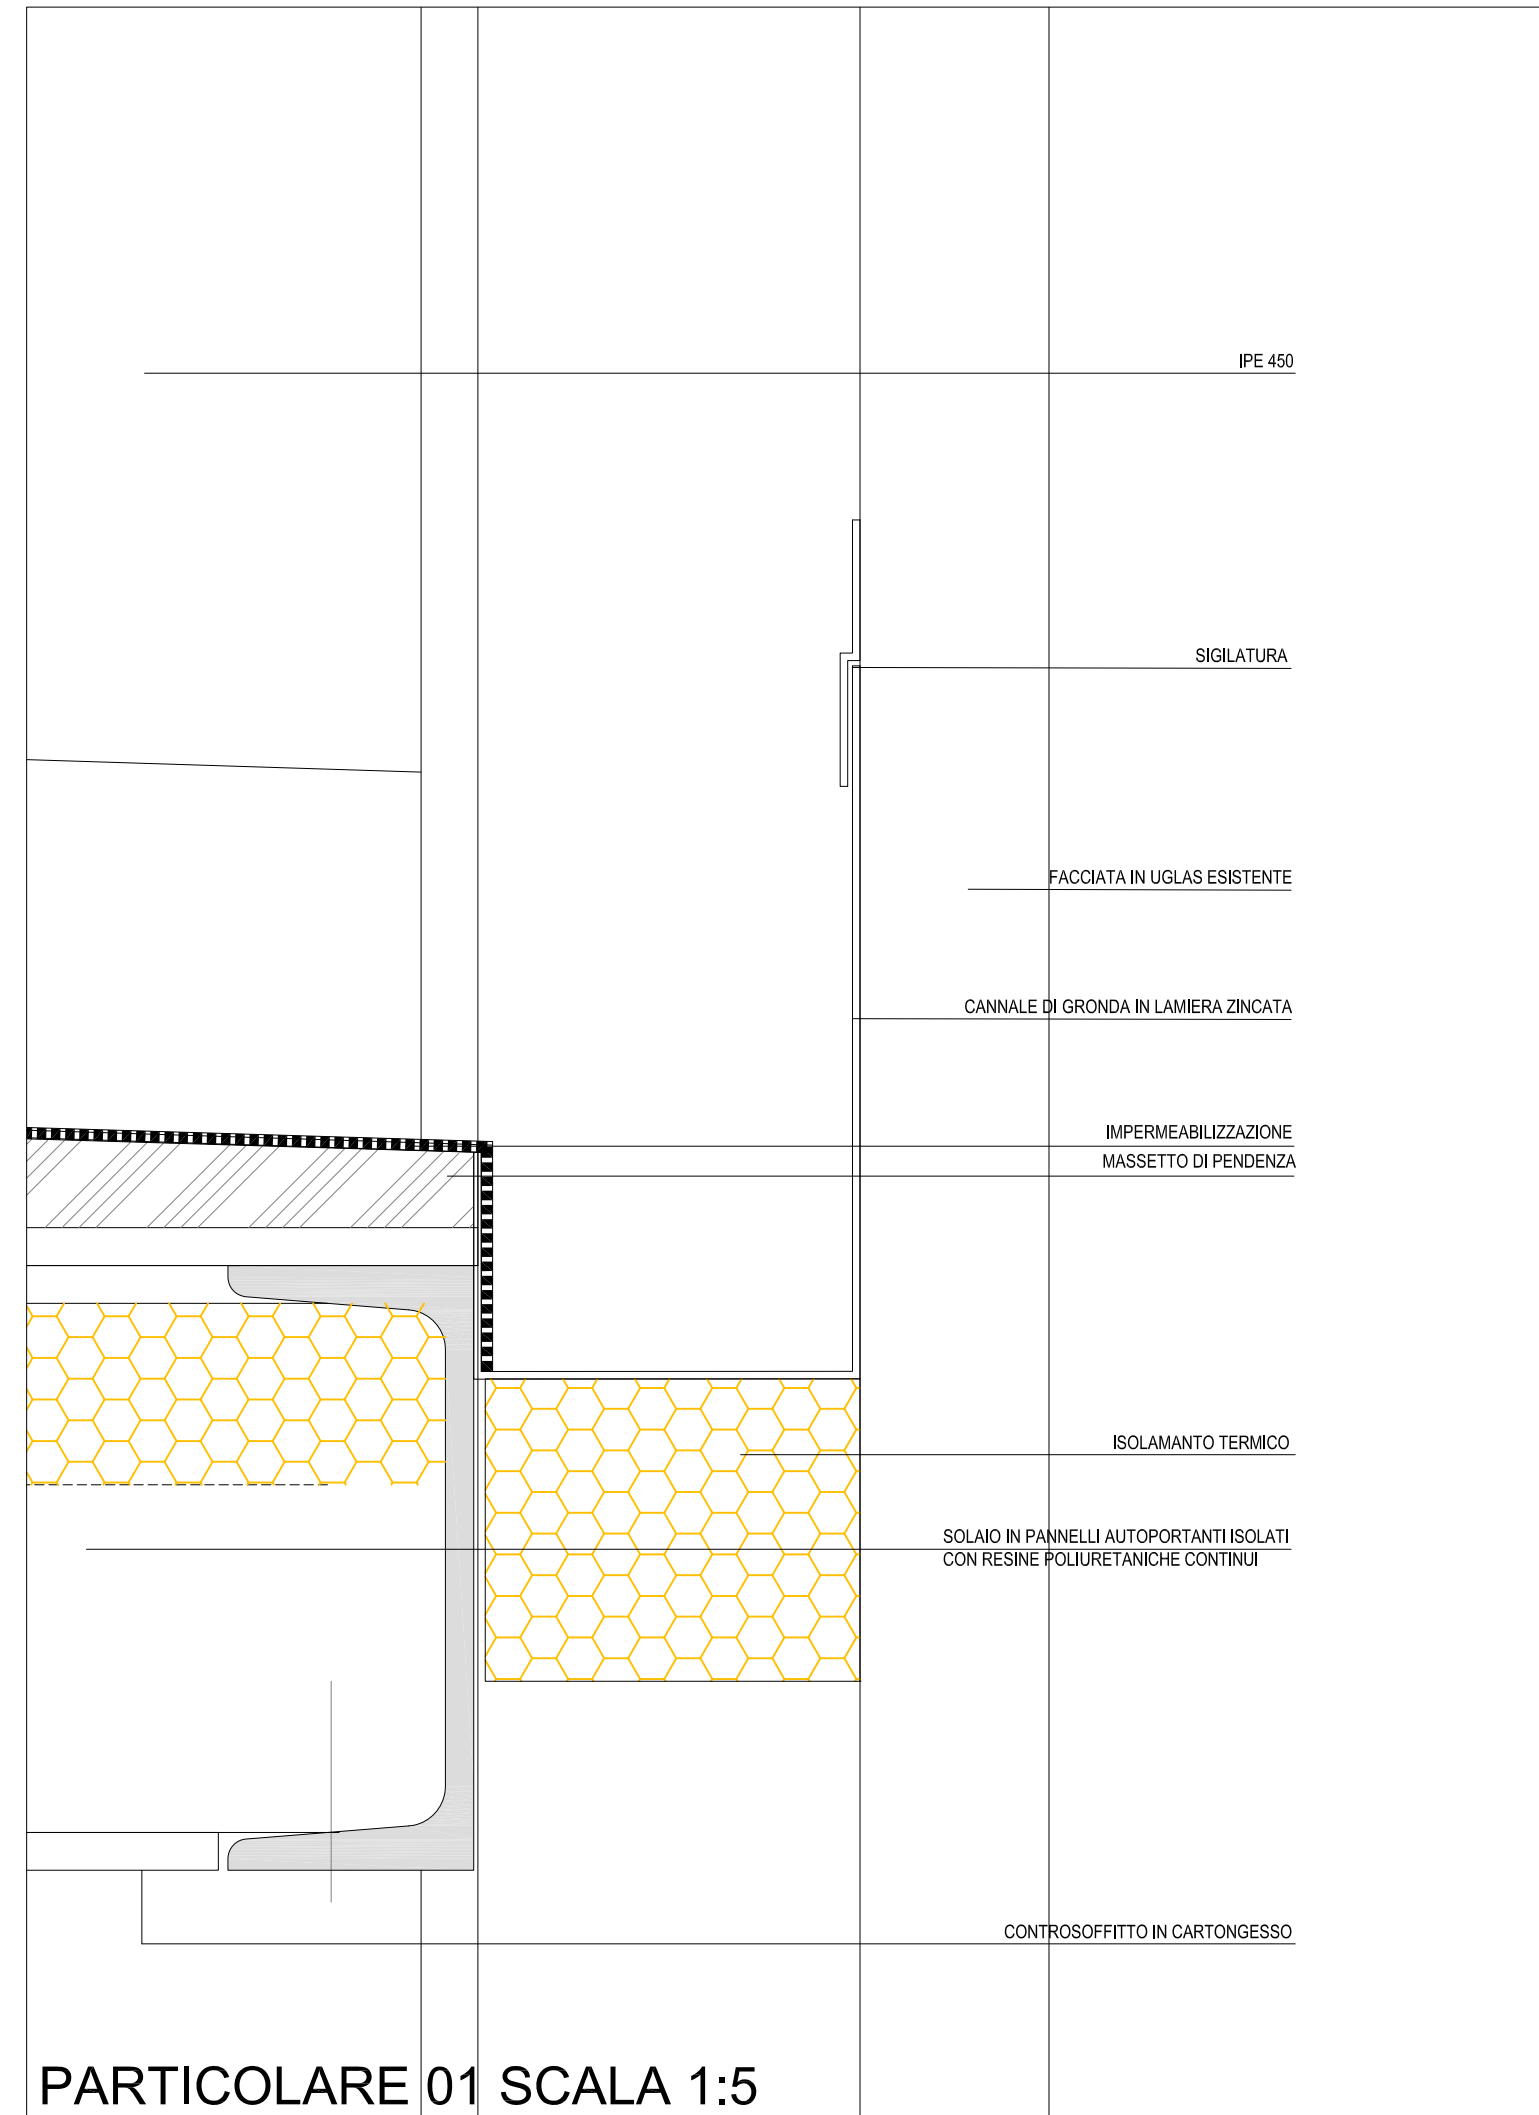 IPE 450
SIGILATURA
FACCIATA IN UGLAS ESISTENTE
CANNALE DI GRONDA IN LAMIERA ZINCATA
IMPERMEABILIZZAZIONE
MASSETTO DI PENDENZA
ISOLAMANTO TERMICO
SOLAIO IN PANNELLI AUTOPORTANTI ISOLATI
CON RESINE POLIURETANICHE CONTINUI
CONTROSOFFITTO IN CARTONGESSO
PARTICOLARE 01 SCALA 1:5